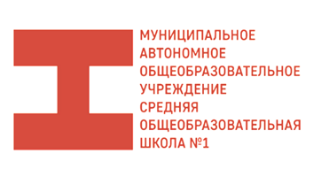 МУНИЦИПАЛЬНОЕ
АВТОНОМНОЕ
ОБЩЕОБРАЗОВАТЕЛЬНОЕ
УЧРЕЖДЕНИЕ
СРЕДНЯЯ
ОБЩЕОБРАЗОВАТЕЛЬНАЯ
ШКОЛА №1